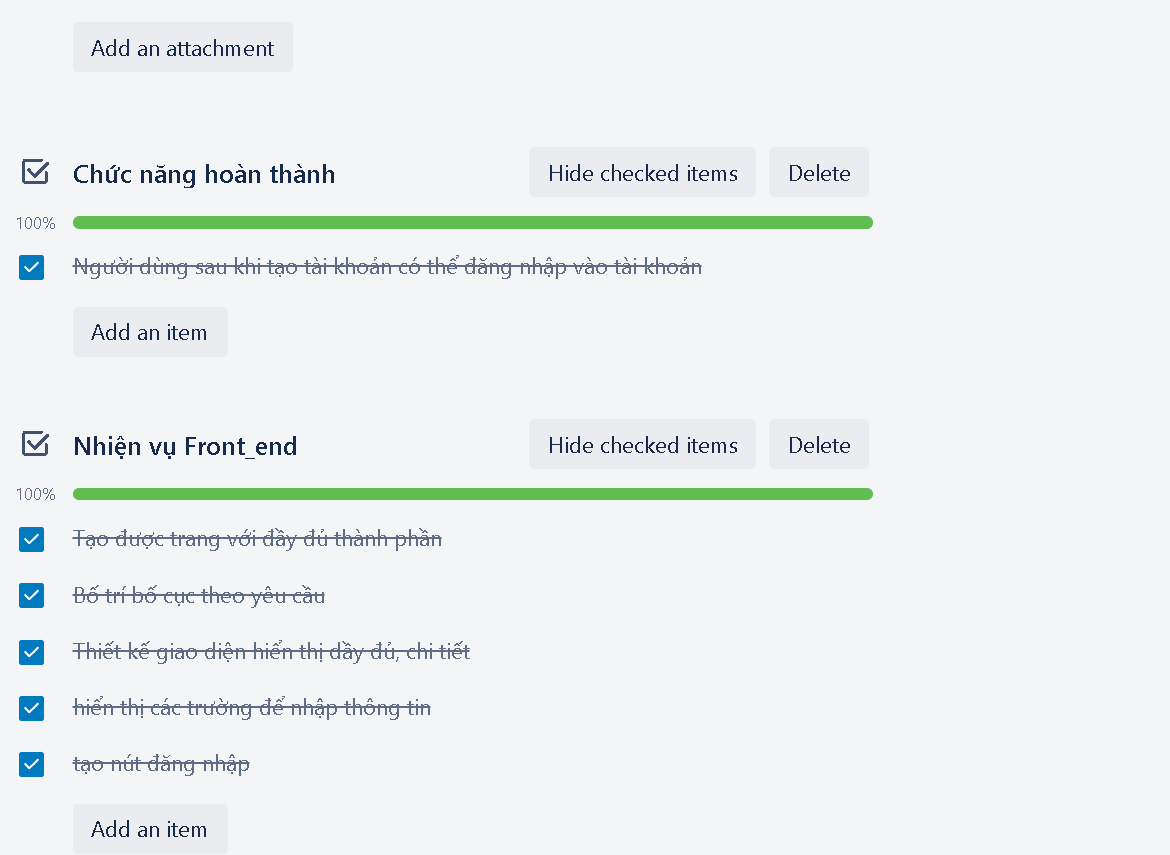 Add an attachment
Chức năng hoàn thành Hide checked items Delete
100%
Người dùng sau khi tạo tài khoản có thể đăng nhập vào tài khoản
Add an item
Nhiện vụ Front_end Hide checked items Delete
100%
Tạo được trang với đầy đủ thành phần
Bố trí bố cục theo yêu cầu
Thiết kế giao diện hiển thị dầy đủ, chi tiết
hiển thị các trường để nhập thông tin
tạo nút đăng nhập
Add an item